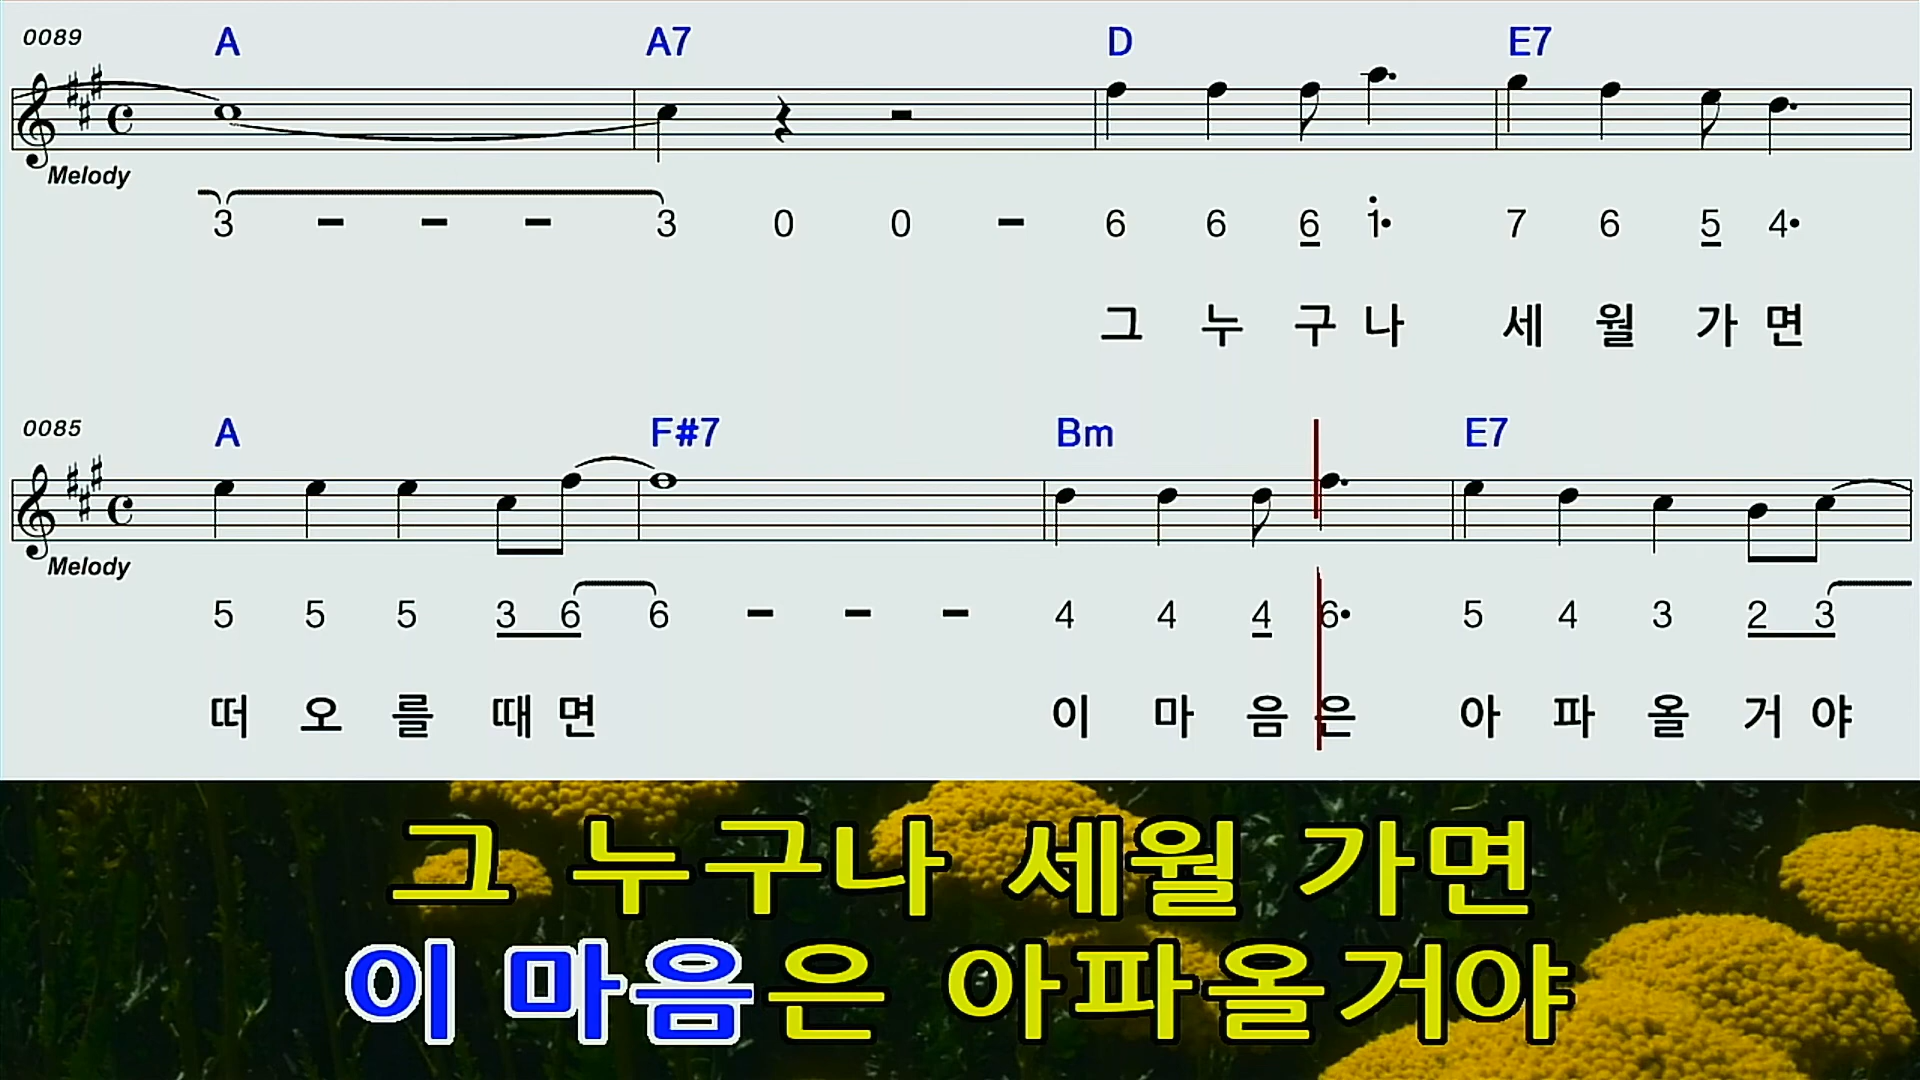 0089 A A7 D E7
Melody
3 - - - 3 0 0 - 6 6 6 1• 7 6 5 4•
그 누 구 나 세 월 가 면
0085 A F#7 Bm E7
Melody
5 5 5 3 6 6 - - - 4 4 4 6• 5 4 3 2 3
떠 오 를 때 면 이 마 음 은 아 파 올 거 야
그 누구나 세월 가면
이 마음은 아파올거야